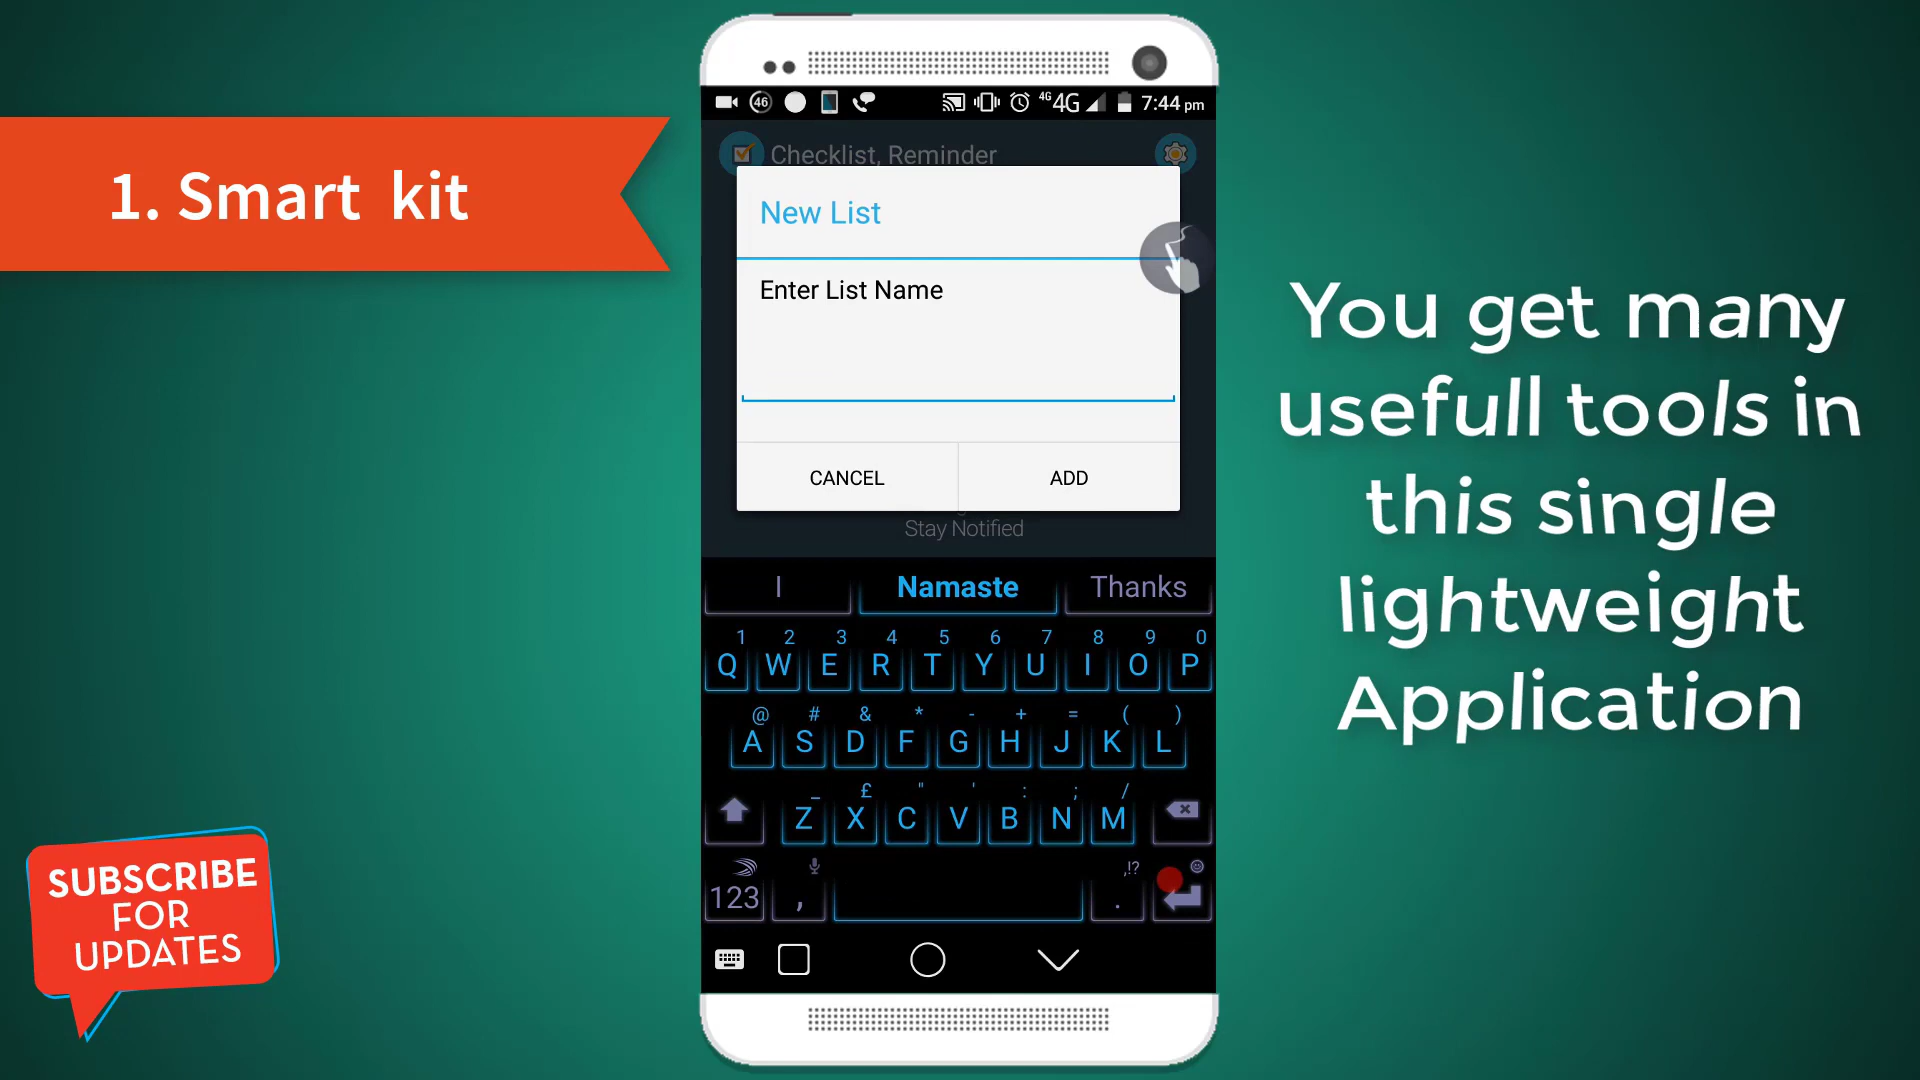 1. Smart kit
46
4G 4G 7:44 pm
Checklist, Reminder
New List
Enter List Name
CANCEL ADD
Stay Notified
I Namaste Thanks
1 2 3 4 5 6 7 8 9 0
Q W E R T Y U I O P
@ # & * - + = ( )
A S D F G H J K L
_ £ " ' : ; /
Z X C V B N M
,!?
123 , .
You get many
usefull tools in
this single
lightweight
Application
SUBSCRIBE
FOR
UPDATES